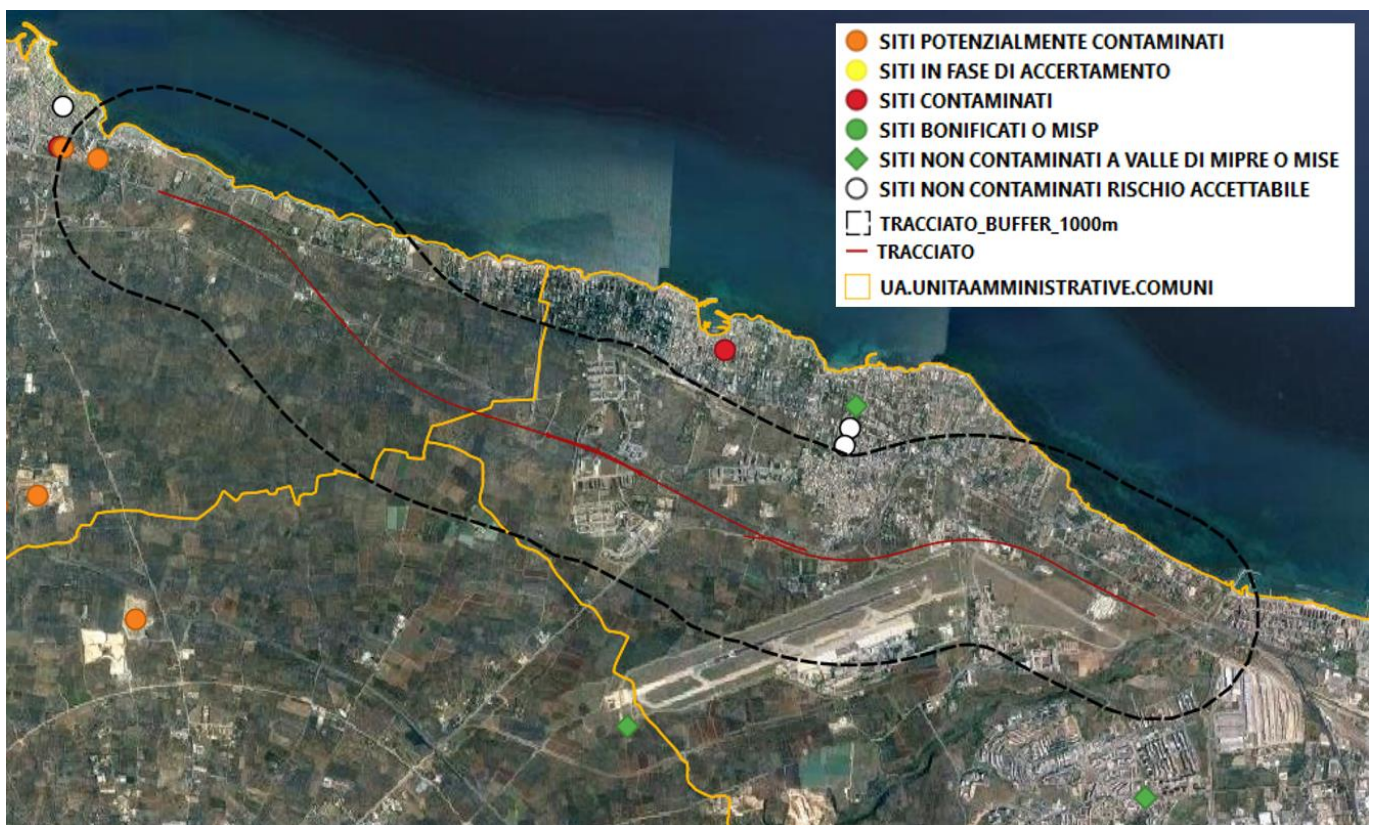 SITI POTENZIALMENTE CONTAMINATI
SITI IN FASE DI ACCERTAMENTO
SITI CONTAMINATI
SITI BONIFICATI O MISP
SITI NON CONTAMINATI A VALLE DI MIPRE O MISE
SITI NON CONTAMINATI RISCHIO ACCETTABILE
TRACCIATO_BUFFER_1000m
TRACCIATO
UA.UNITAAMMINISTRATIVE.COMUNI